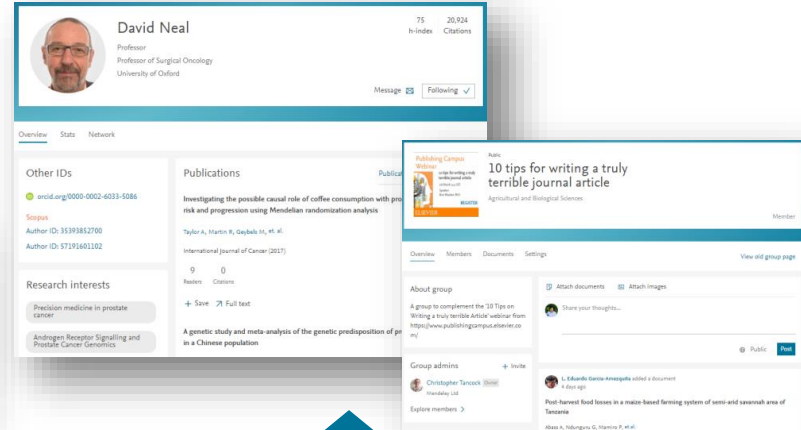 David Neal
75 20,924
h-index Citations
Professor
Professor of Surgical Oncology
University of Oxford
Message Following
Overview Stats Network
Other IDs
orcid.org/0000-0002-6033-5086
Scopus
Author ID: 35393852700
Author ID: 57191601102
Research interests
Precision medicine in prostate
cancer
Androgen Receptor Signalling and
Prostate Cancer Genomics
Publications
Investigating the possible causal role of coffee consumption with
risk and progression using Mendelian randomization analysis
Taylor A, Martin R, Geybels M, et. al.
International Journal of Cancer (2017)
9 0
Readers Citations
+ Save Full text
A genetic study and meta-analysis of the genetic predisposition of
in a Chinese population
Publishing Campus
Webinar
ELSEVIER
Public
10 tips for writing a truly
terrible journal article
Agricultural and Biological Sciences
Member
Overview Members Documents Settings
View old group page
About group
A group to complement the '10 Tips on
Writing a truly terrible Article' webinar from
https://www.publishingcampus.elsevier.co
m/
Group admins + Invite
Christopher Tancock Owner
Mendeley Ltd
Explore members >
Attach documents Attach images
Share your thoughts...
Public Post
L. Eduardo Garcia-Amezquita added a document
4 days ago
Post-harvest food losses in a maize-based farming system of semi-arid savannah area of
Tanzania
Abass A, Ndunguru G, Mamiro P, et al.